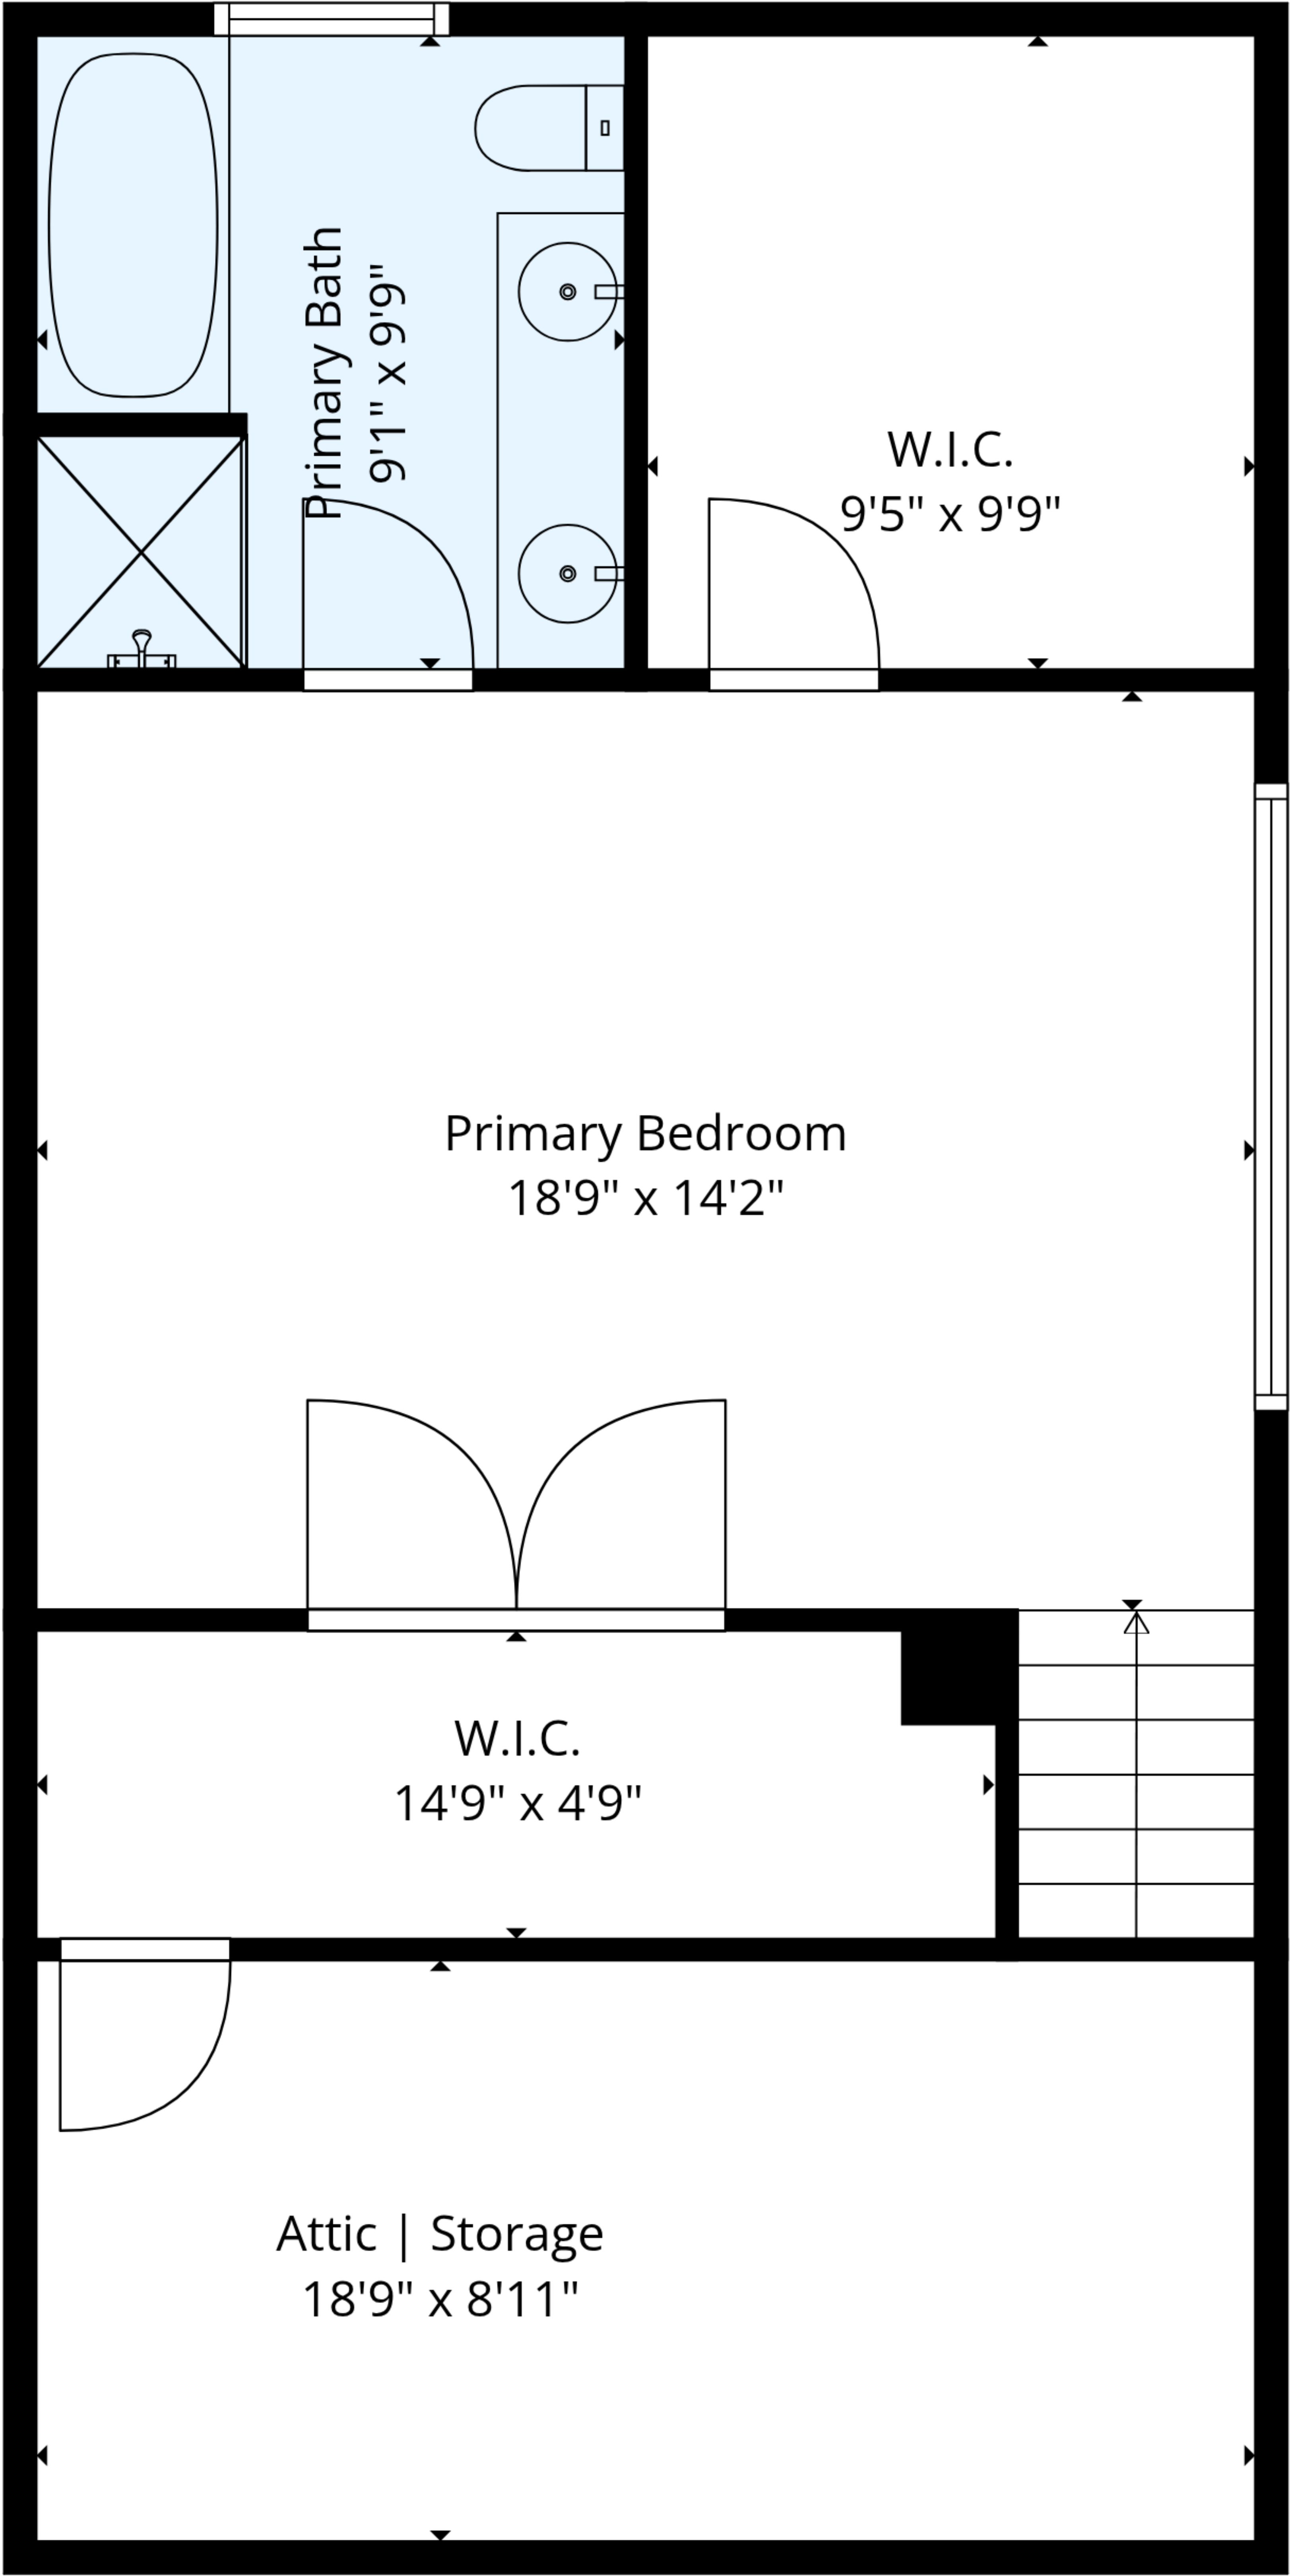 Primary Bath
9'1" x 9'9"
W.I.C.
9'5" x 9'9"
Primary Bedroom
18'9" x 14'2"
W.I.C.
14'9" x 4'9"
Attic | Storage
18'9" x 8'11"